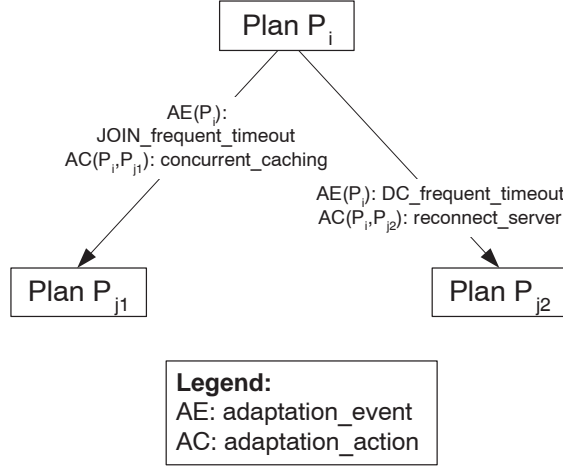 Plan P_i
AE(P_i):
JOIN_frequent_timeout
AC(P_i,P_j1): concurrent_caching
AE(P_i): DC_frequent_timeout
AC(P_i,P_j2): reconnect_server
Plan P_j1
Plan P_j2
Legend:
AE: adaptation_event
AC: adaptation_action